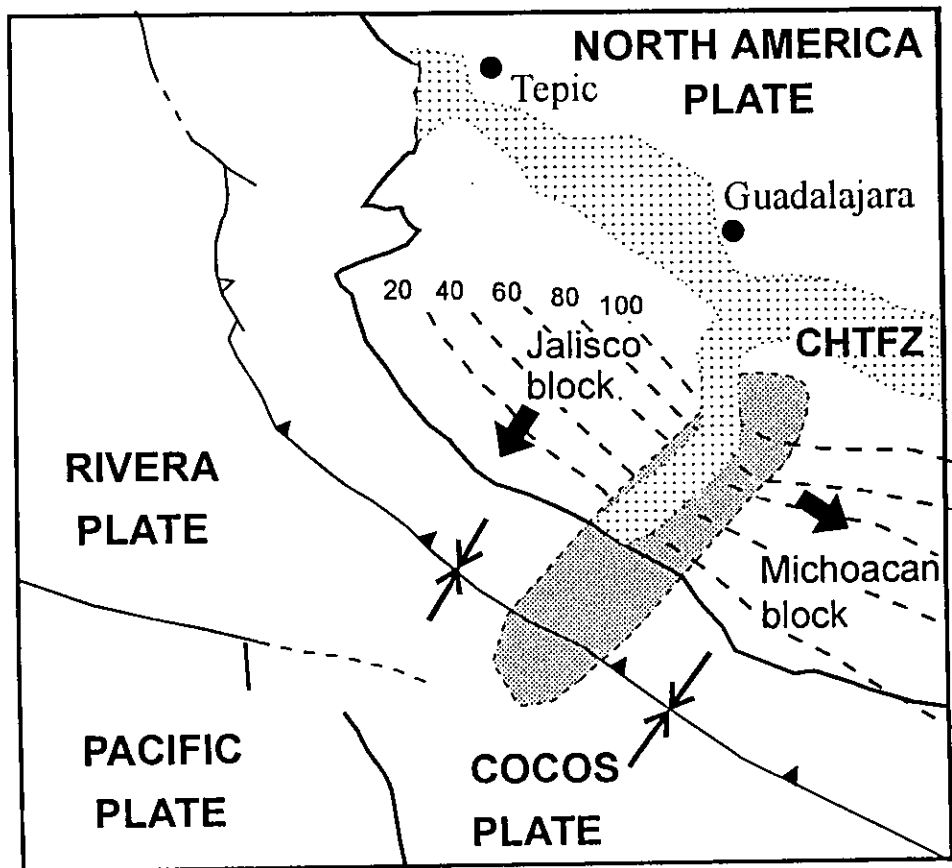 NORTH AMERICA
PLATE
Tepic
Guadalajara
20 40 60 80 100
CHTFZ
Jalisco
block
RIVERA
PLATE
Michoacan
block
PACIFIC
PLATE
COCOS
PLATE